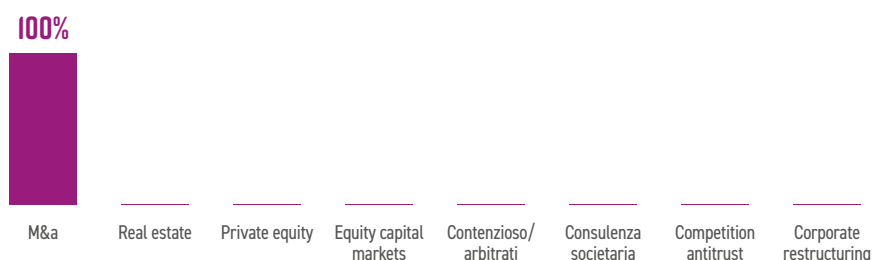 100%
M&a
Real estate
Private equity
Equity capital
markets
Contenzioso/
arbitrati
Consulenza
societaria
Competition
antitrust
Corporate
restructuring